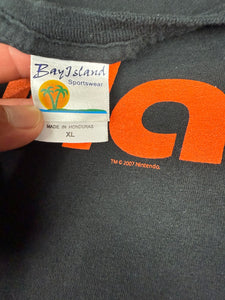 Bay Island
Sportswear
MADE IN HONDURAS
XL
a
TM © 2007 Nintendo.